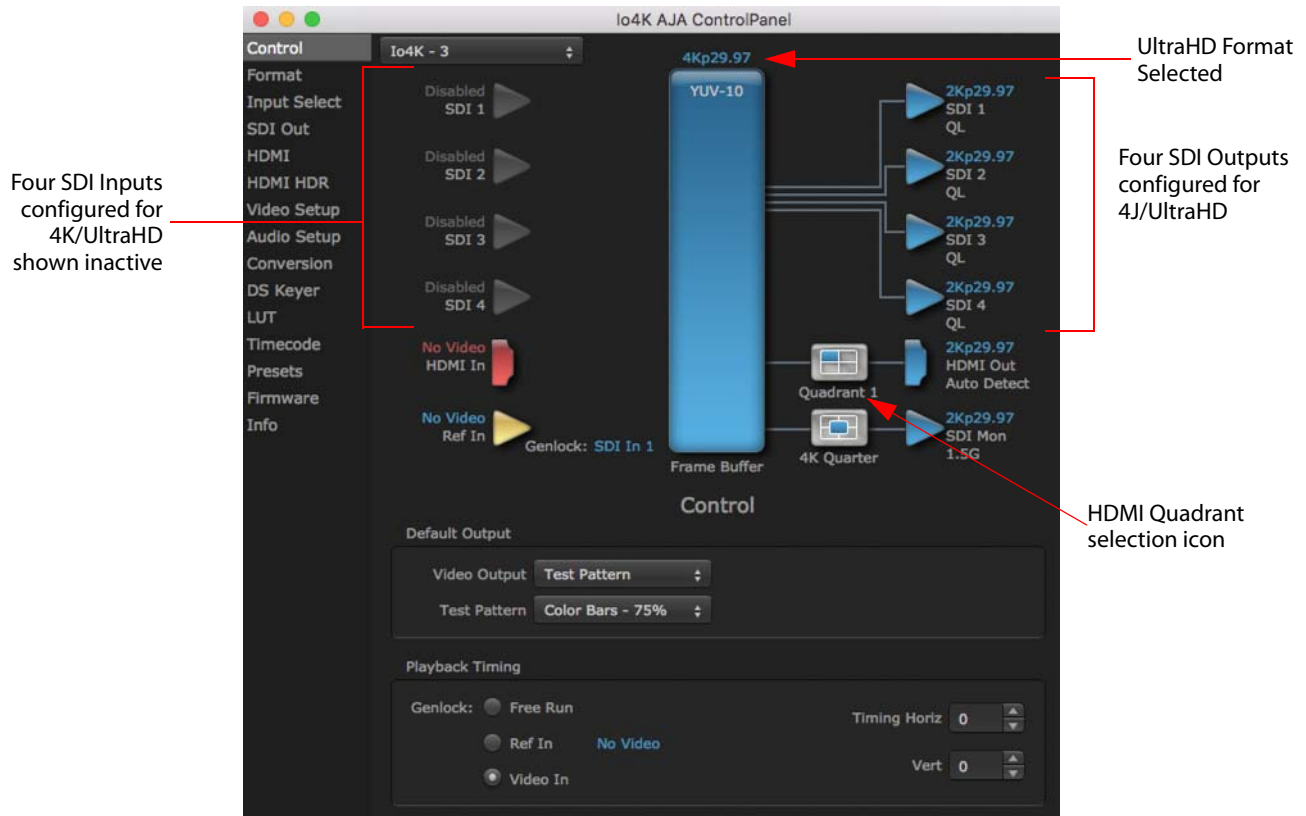 Io4K AJA ControlPanel
Control
Format
Input Select
SDI Out
HDMI
HDMI HDR
Video Setup
Audio Setup
Conversion
DS Keyer
LUT
Timecode
Presets
Firmware
Info
Four SDI Inputs
configured for
4K/UltraHD
shown inactive
Io4K - 3
4Kp29.97
YUV-10
Disabled
SDI 1
Disabled
SDI 2
Disabled
SDI 3
Disabled
SDI 4
No Video
HDMI In
No Video
Ref In
Genlock: SDI In 1
Frame Buffer
2Kp29.97
SDI 1
QL
2Kp29.97
SDI 2
QL
2Kp29.97
SDI 3
QL
2Kp29.97
SDI 4
QL
Quadrant 1
2Kp29.97
HDMI Out
Auto Detect
4K Quarter
2Kp29.97
SDI Mon
1.5G
UltraHD Format
Selected
Four SDI Outputs
configured for
4J/UltraHD
HDMI Quadrant
selection icon
Control
Default Output
Video Output Test Pattern
Test Pattern Color Bars - 75%
Playback Timing
Genlock: Free Run
Ref In No Video
Video In
Timing Horiz 0
Vert 0